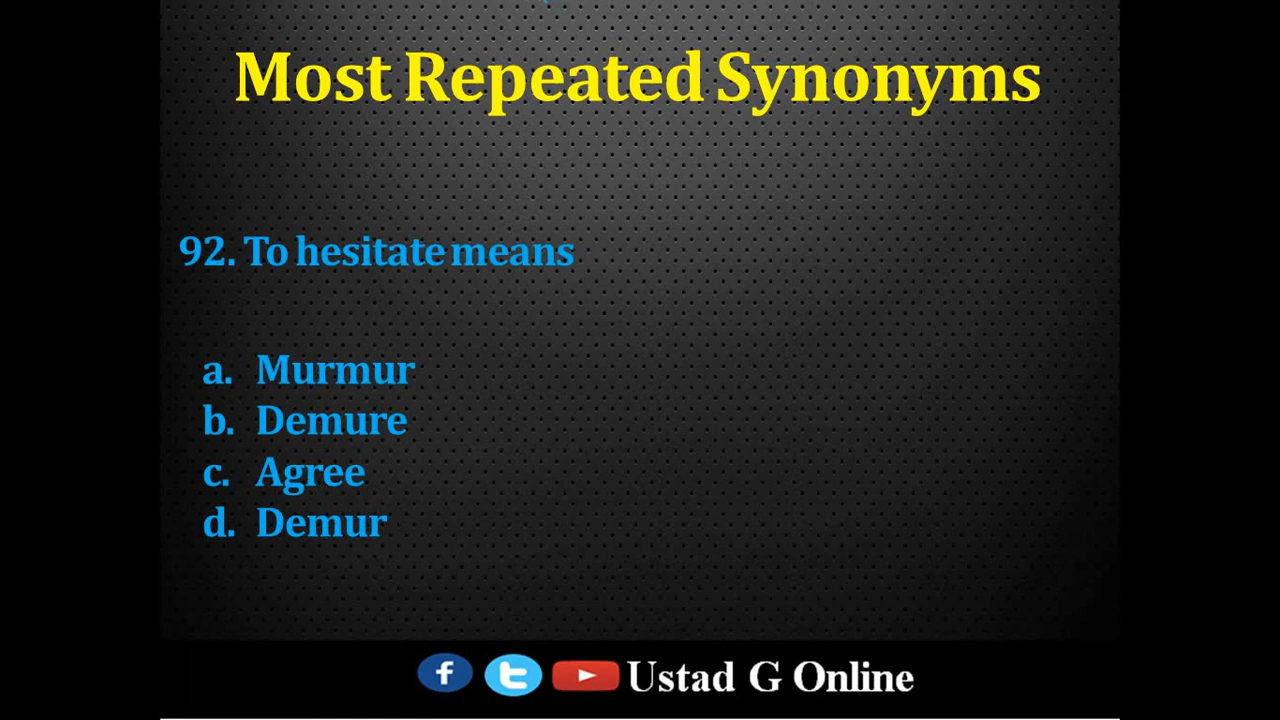 Most Repeated Synonyms
92. To hesitate means
a. Murmur
b. Demure
c. Agree
d. Demur
Ustad G Online